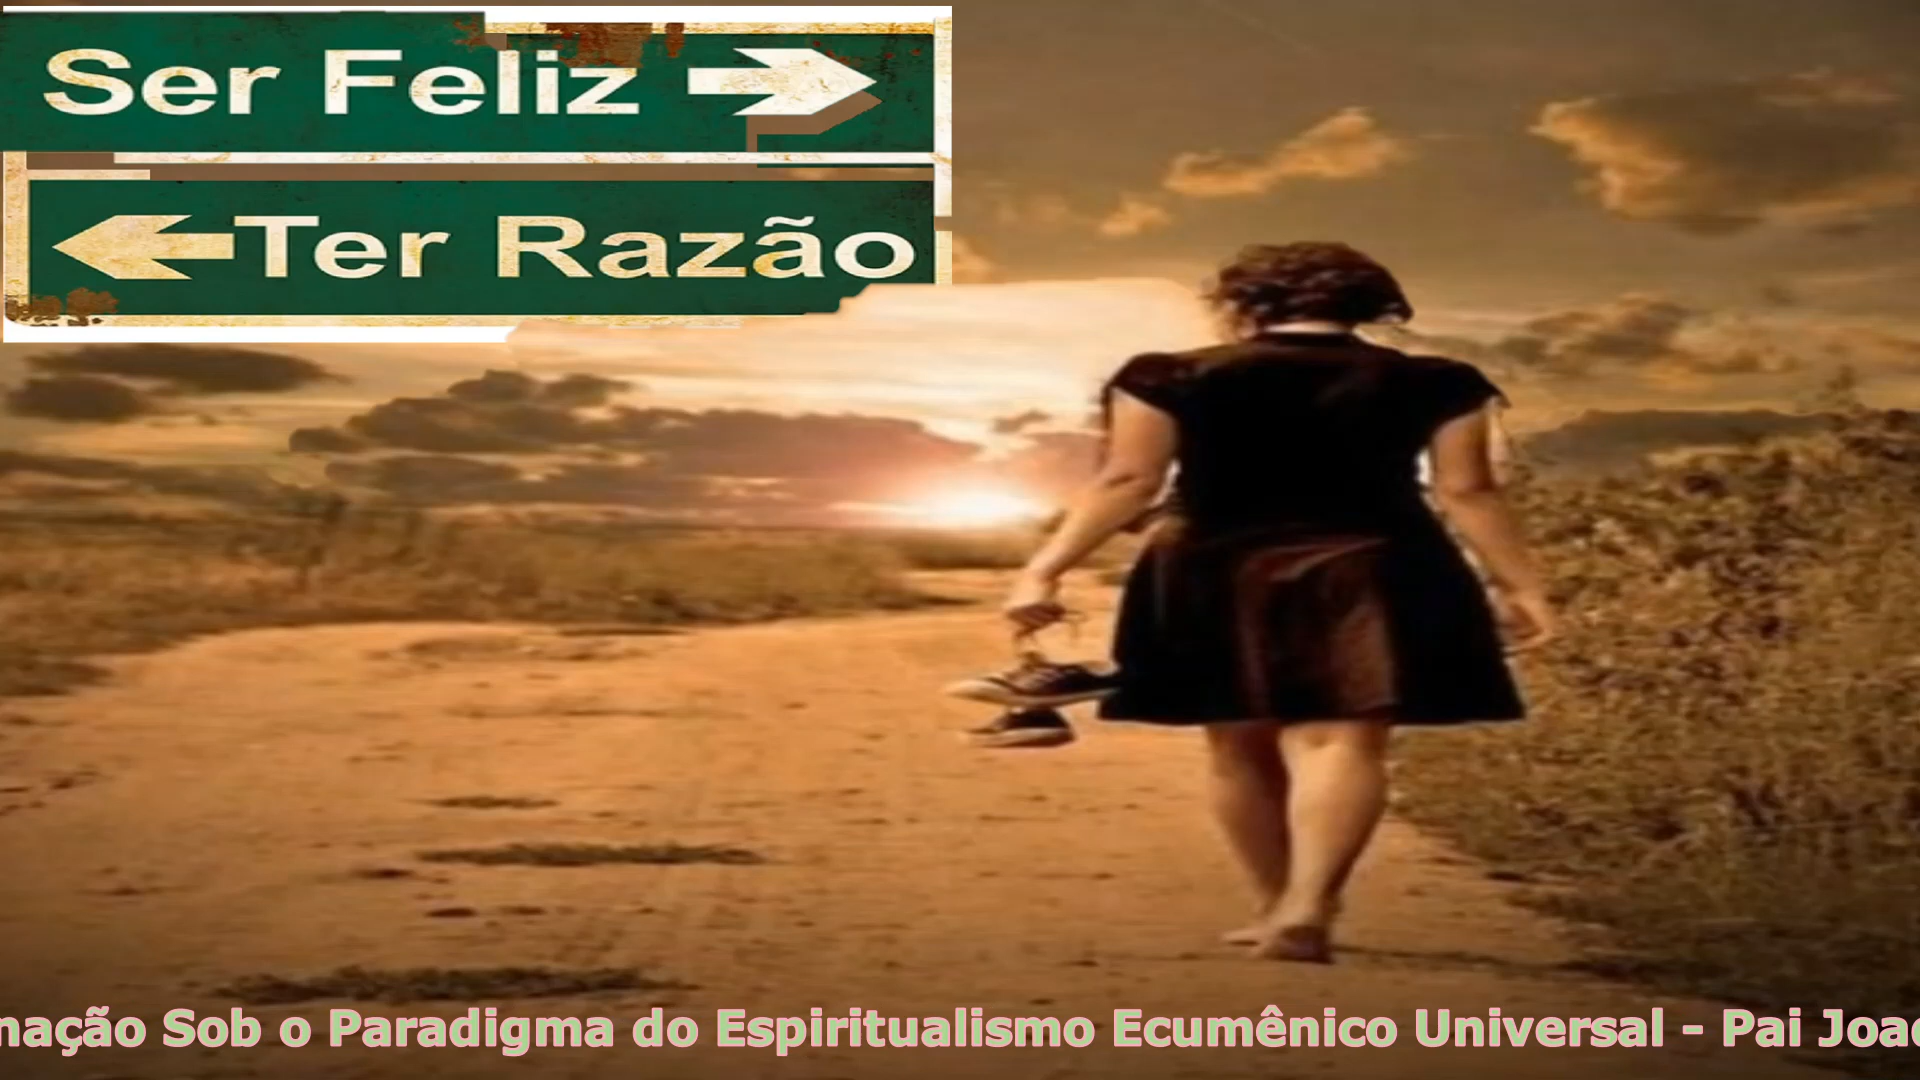 Ser Feliz
Ter Razão
nação Sob o Paradigma do Espiritualismo Ecumênico Universal - Pai Joa